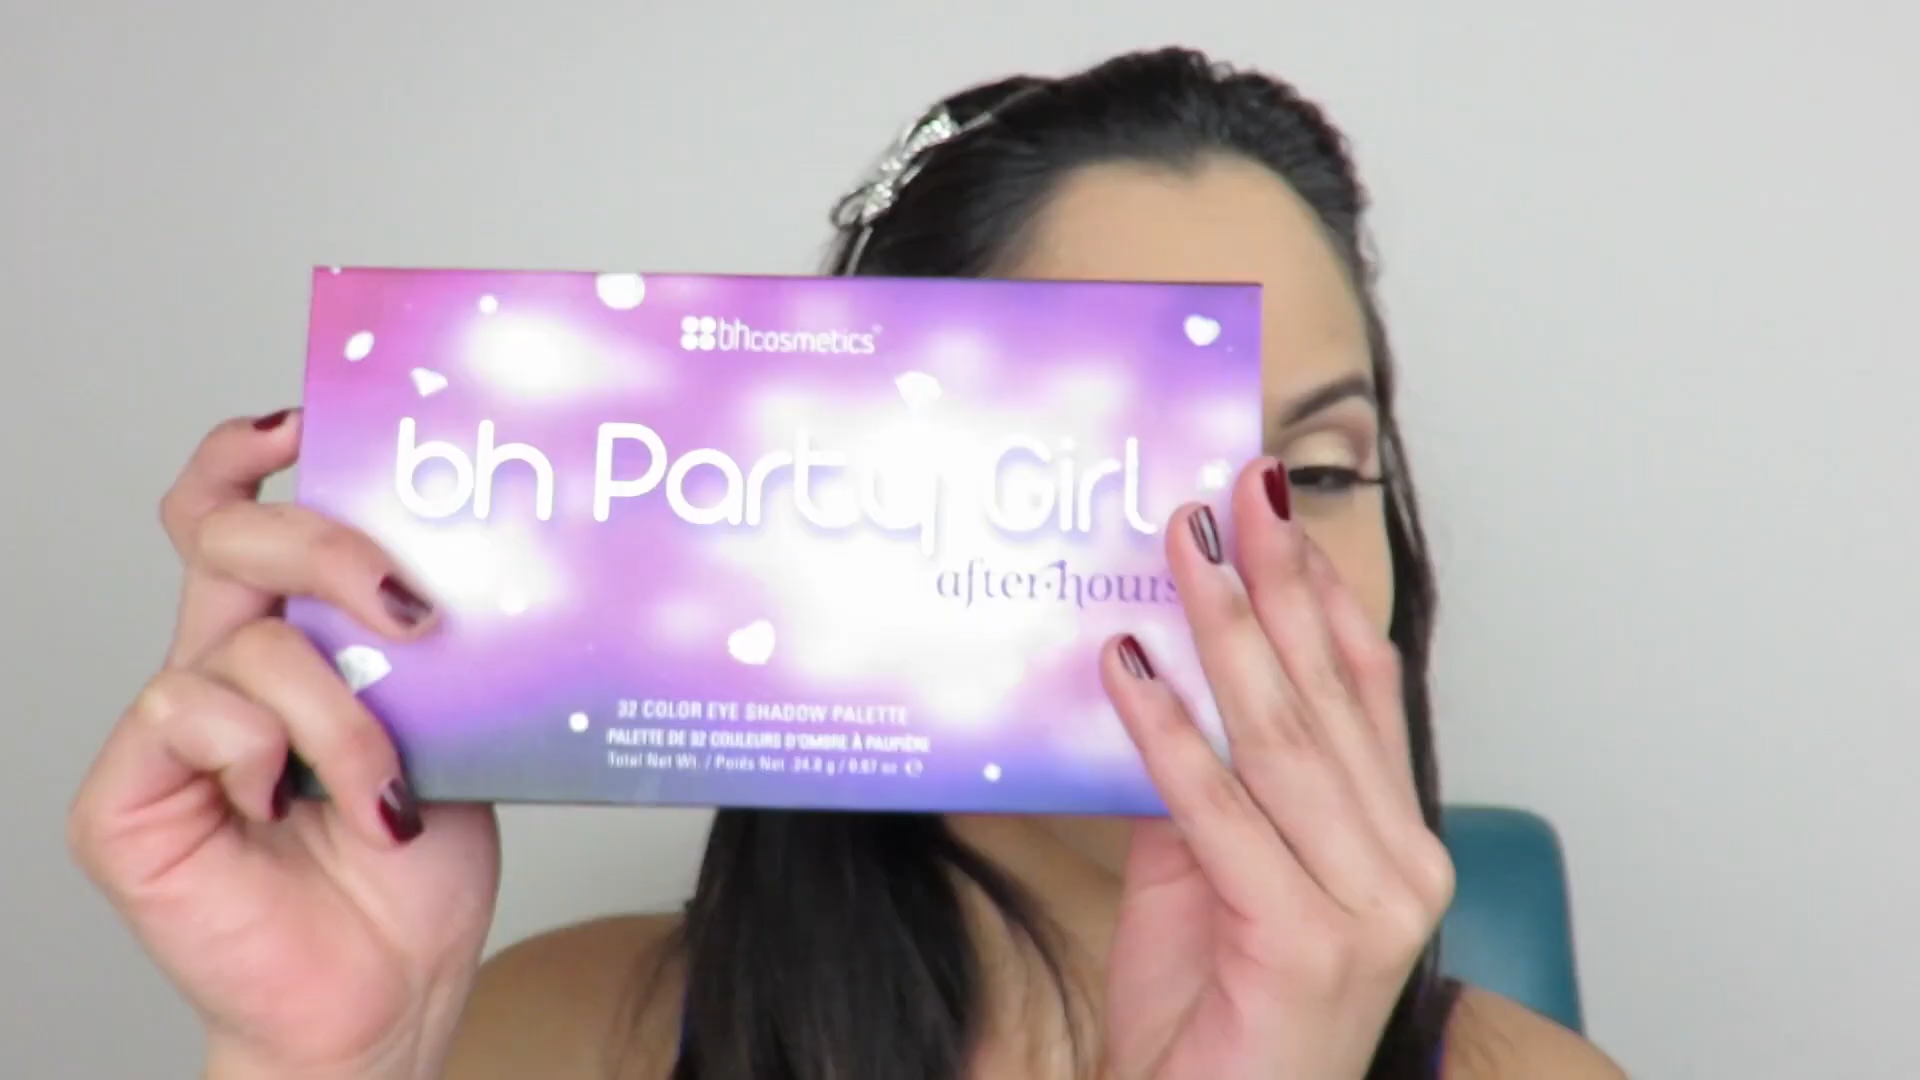 bhcosmetics®
bh Party Girl
after·hours
32 COLOR EYE SHADOW PALETTE
PALETTE DE 32 COULEURS D'OMBRE À PAUPIÈRE
Total Net Wt. / Poids Net 24.8 g / 0.87 oz ℮